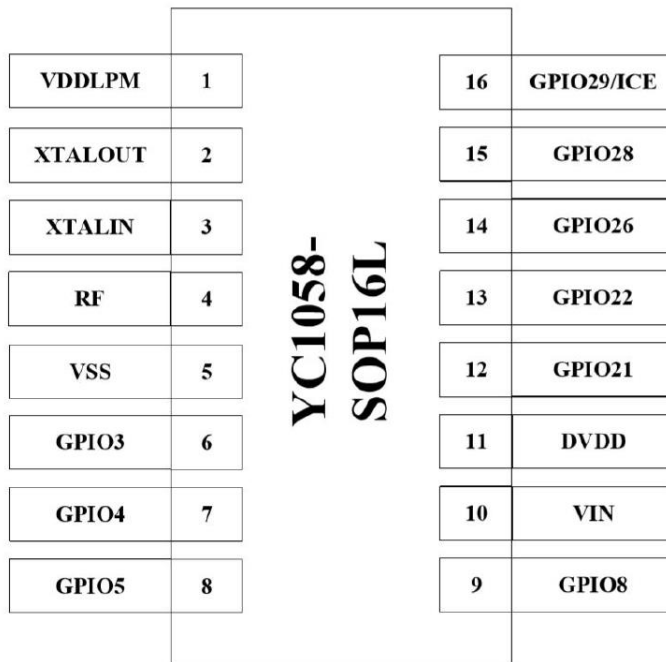 VDDLPM 1
XTALOUT 2
XTALIN 3
RF 4
VSS 5
GPIO3 6
GPIO4 7
GPIO5 8
YC1058-
SOP16L
16 GPIO29/ICE
15 GPIO28
14 GPIO26
13 GPIO22
12 GPIO21
11 DVDD
10 VIN
9 GPIO8